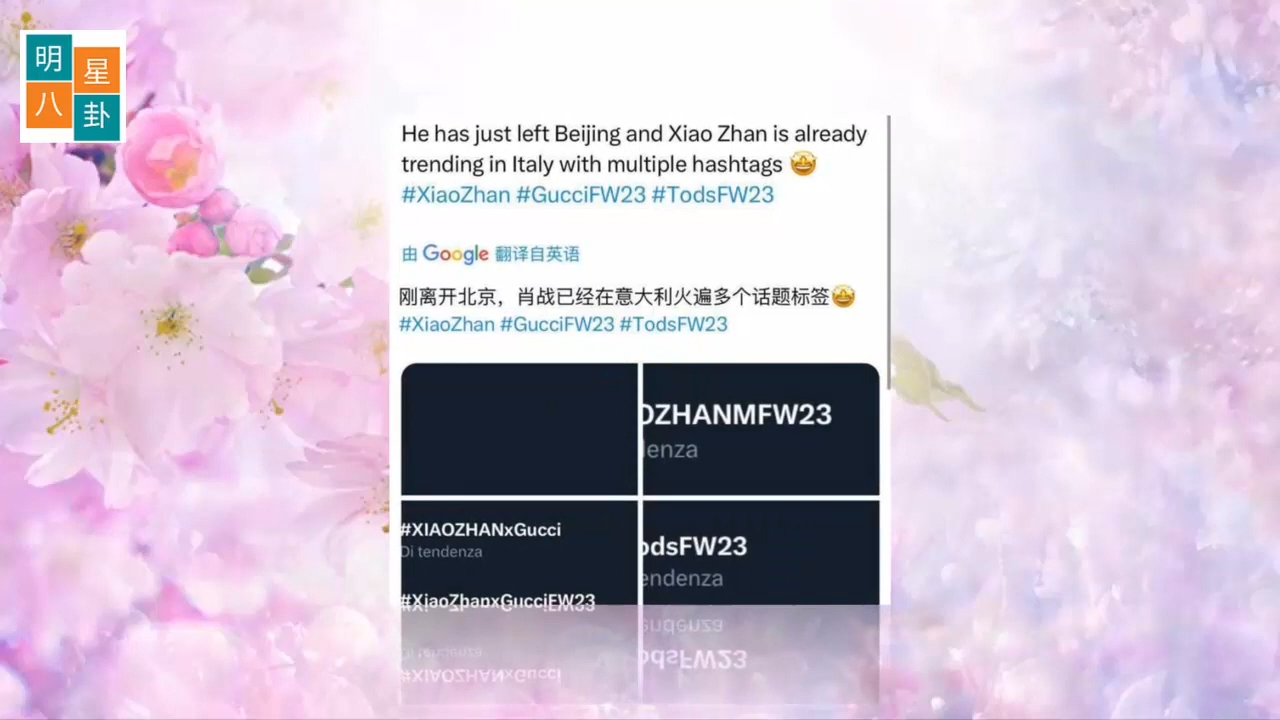 明星
八卦
He has just left Beijing and Xiao Zhan is already
trending in Italy with multiple hashtags 🤩
#XiaoZhan #GucciFW23 #TodsFW23
由 Google 翻译自英语
刚离开北京，肖战已经在意大利火遍多个话题标签🤩
#XiaoZhan #GucciFW23 #TodsFW23
OZHANMFW23
denza
#XIAOZHANxGucci
Di tendenza
#XiaoZhanxGucciFW23
odsFW23
endenza